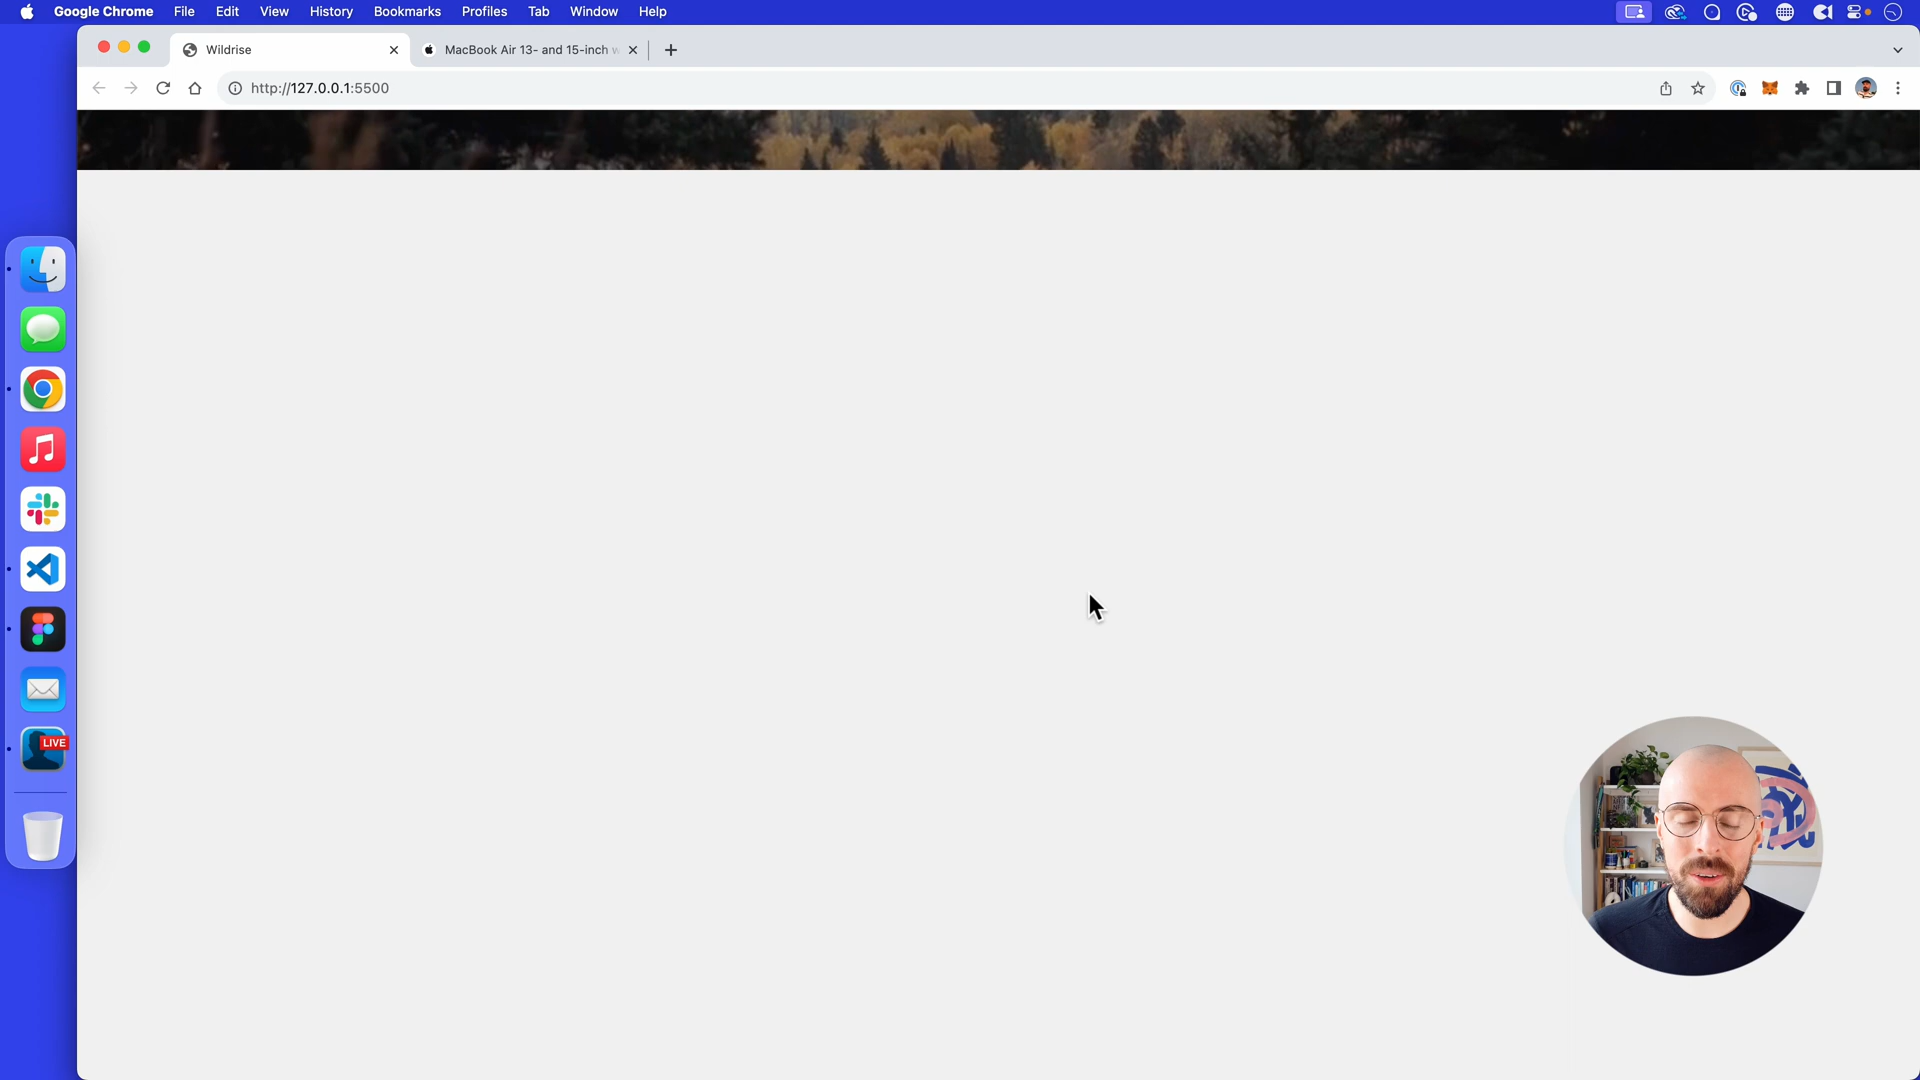 Google Chrome File Edit View History Bookmarks Profiles Tab Window Help
Wildrise
MacBook Air 13- and 15-inch w
http://127.0.0.1:5500
LIVE